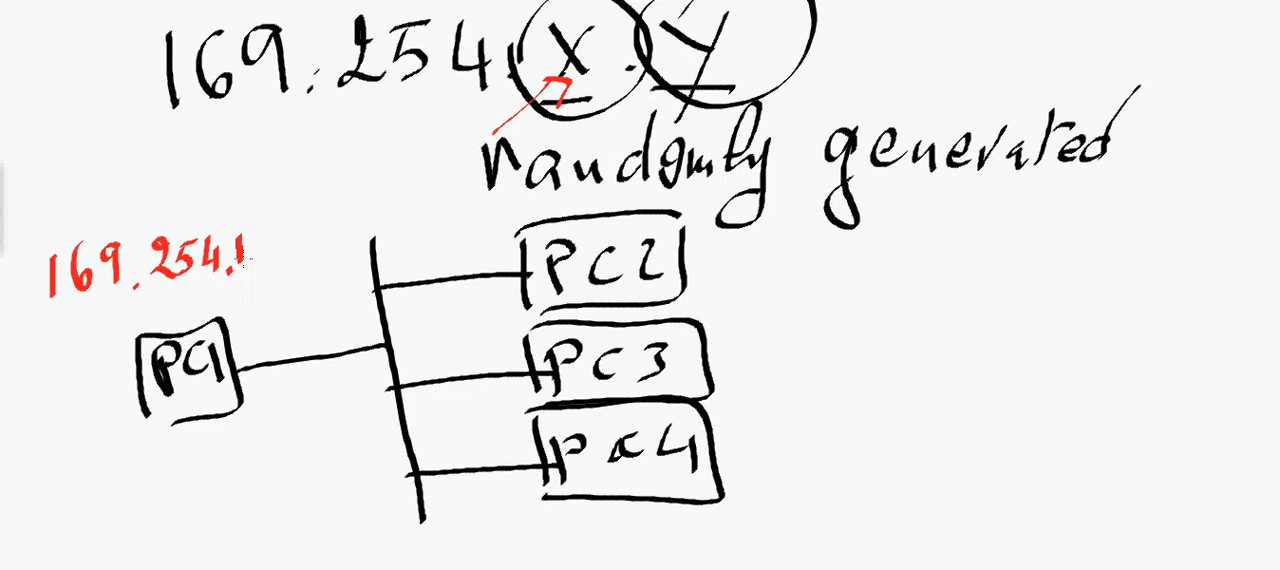 169.254.X.Y
randomly generated
169.254.1
PC2
PC1
PC3
PC4